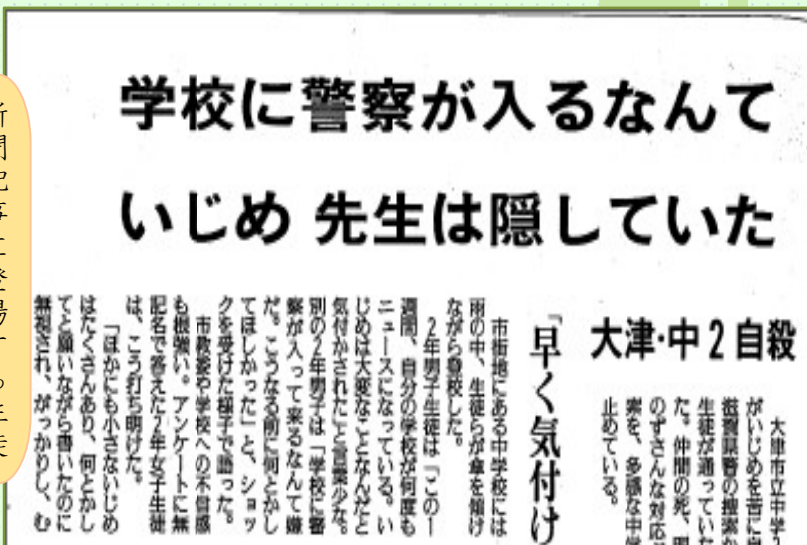 学校に警察が入るなんて
いじめ 先生は隠していた
大津・中2自殺
「早く気付け
大津市立中学2
がいじめを苦に自
滋賀県警の捜索が
生徒が通っていた
た。仲間の死、
のずさんな対応
索を、多感な中学
止めている。
市街地にある中学校には
雨の中、生徒らが傘を傾け
ながら登校した。
2年男子生徒は「この1
週間、自分の学校が何度も
ニュースになっている。い
じめは大変なことなんだと
気付かされた」と言葉少な。
別の2年男子は「学校に警
察が入って来るなんて嫌
だ。こうなる前に何とかし
てほしかった」と、ショッ
クを受けた様子で語った。
市教委や学校への不信感
も根強い。アンケートに無
記名で答えた2年女子生徒
は、こう打ち明けた。
「ほかにも小さないじめ
はたくさんあり、何とかし
てと願いながら書いたのに
無視され、がっかりし、む
新聞記事に登場する生徒